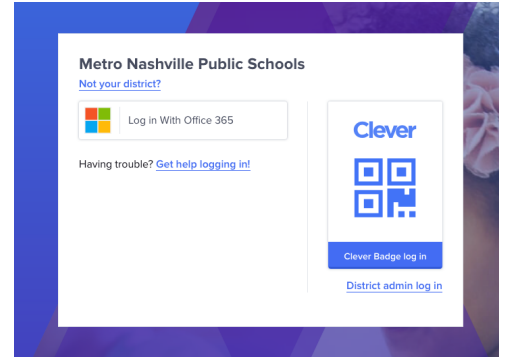 Metro Nashville Public Schools
Not your district?
Log in With Office 365
Having trouble? Get help logging in!
Clever
Clever Badge log in
District admin log in